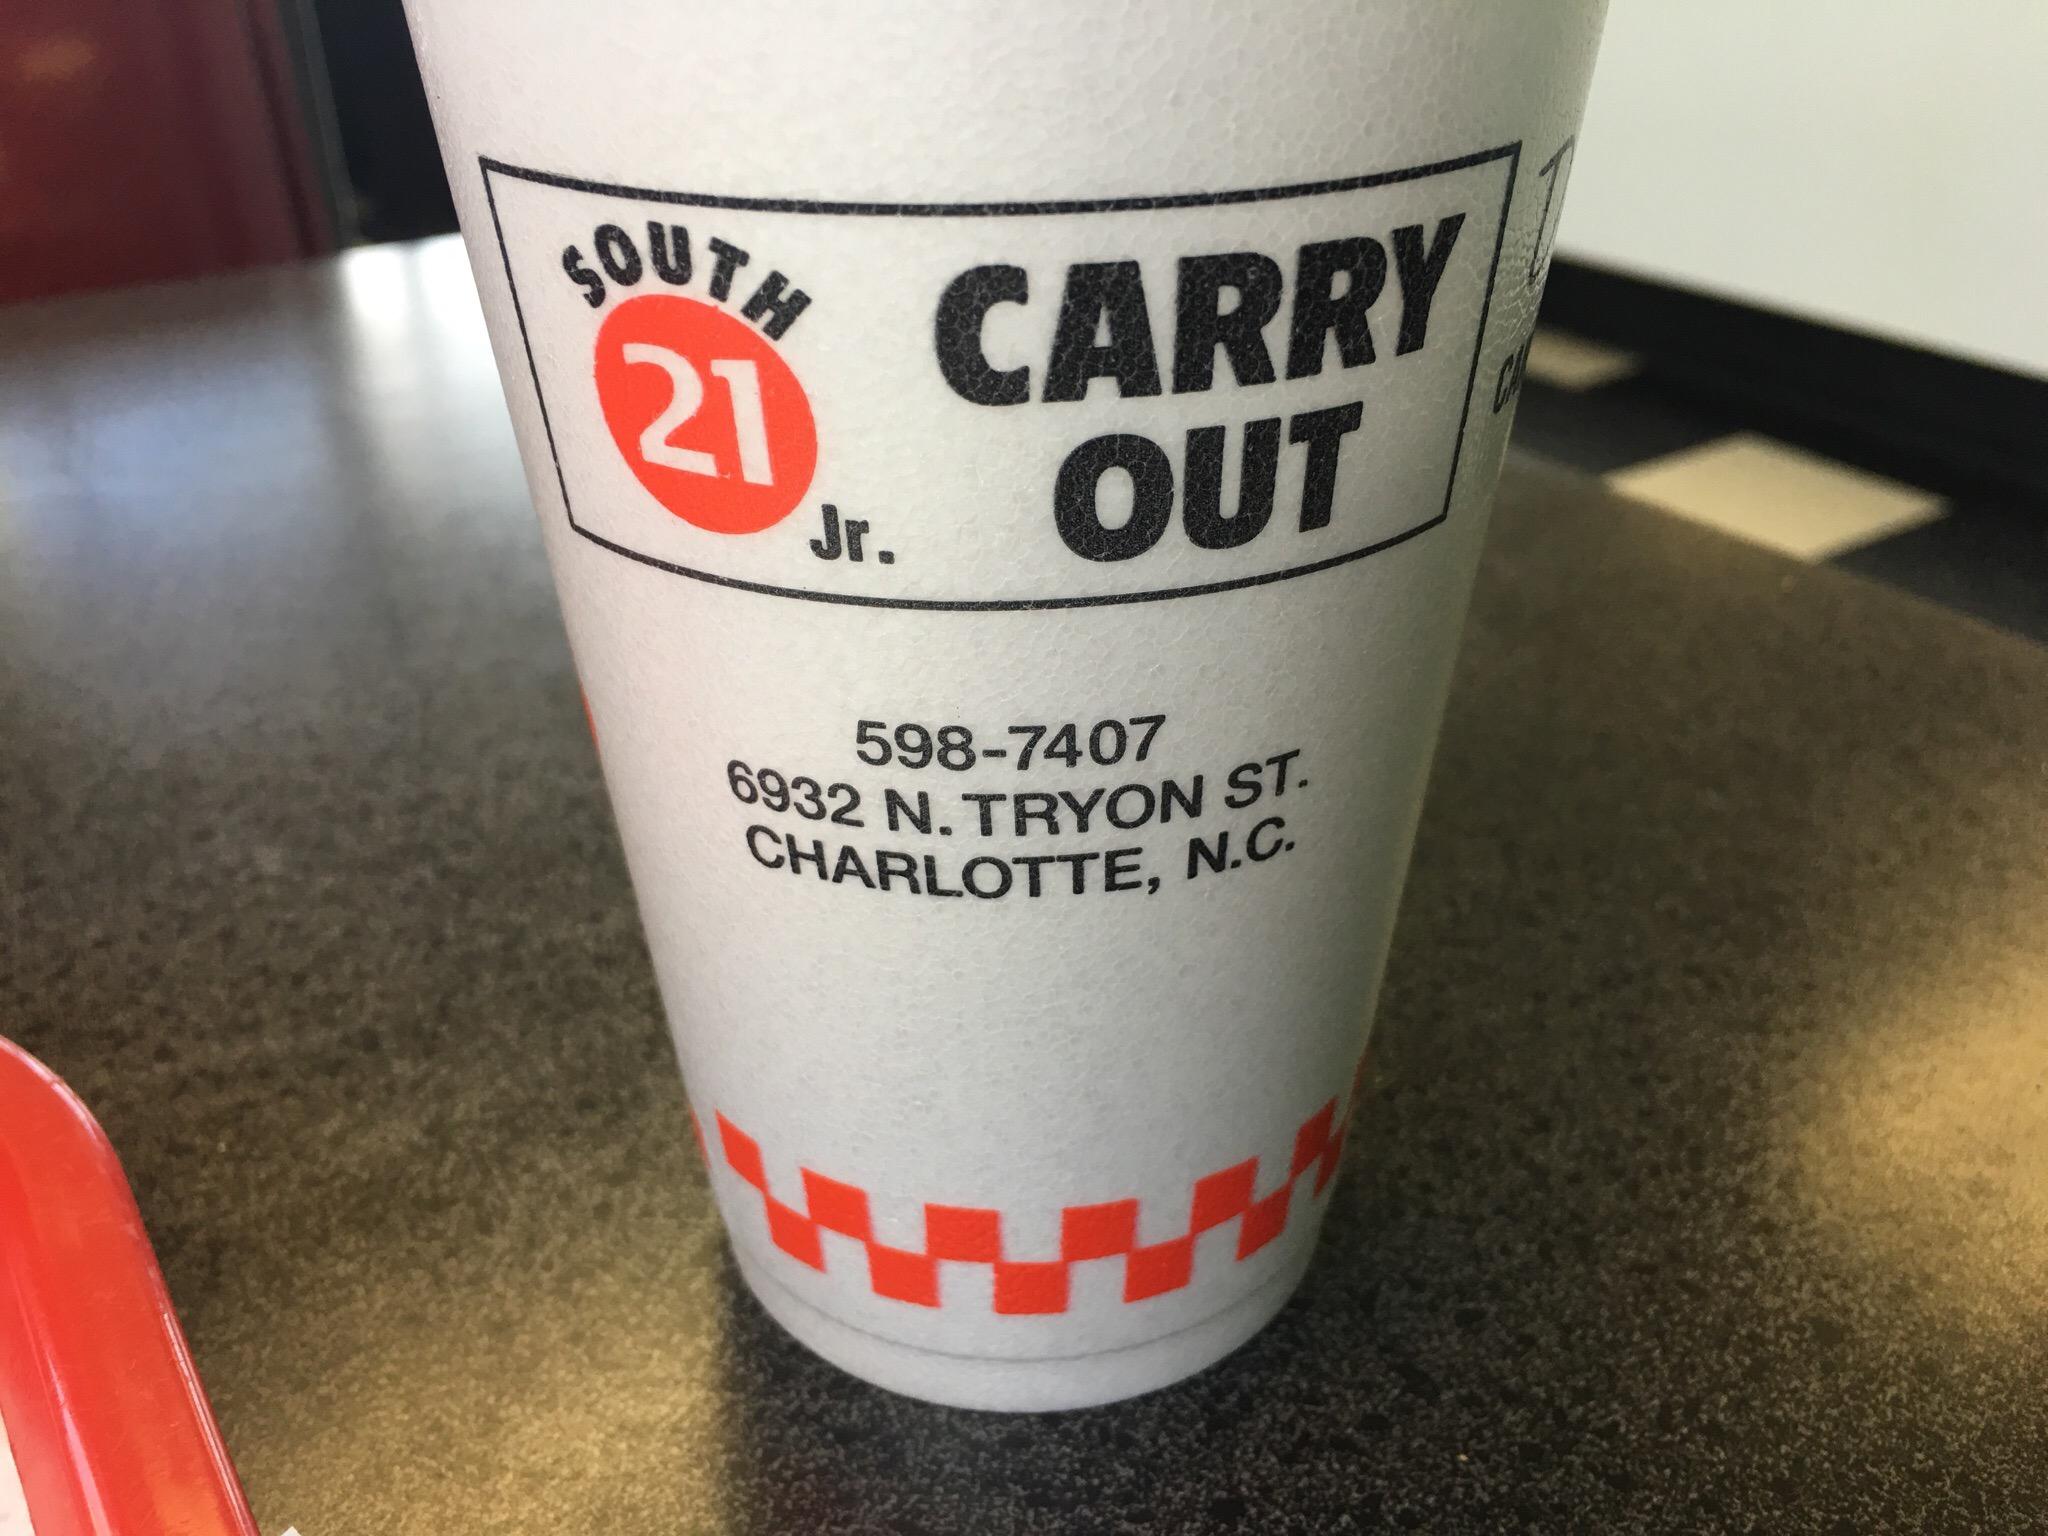 SOUTH
21
Jr.
CARRY
OUT
598-7407
6932 N. TRYON ST.
CHARLOTTE, N.C.